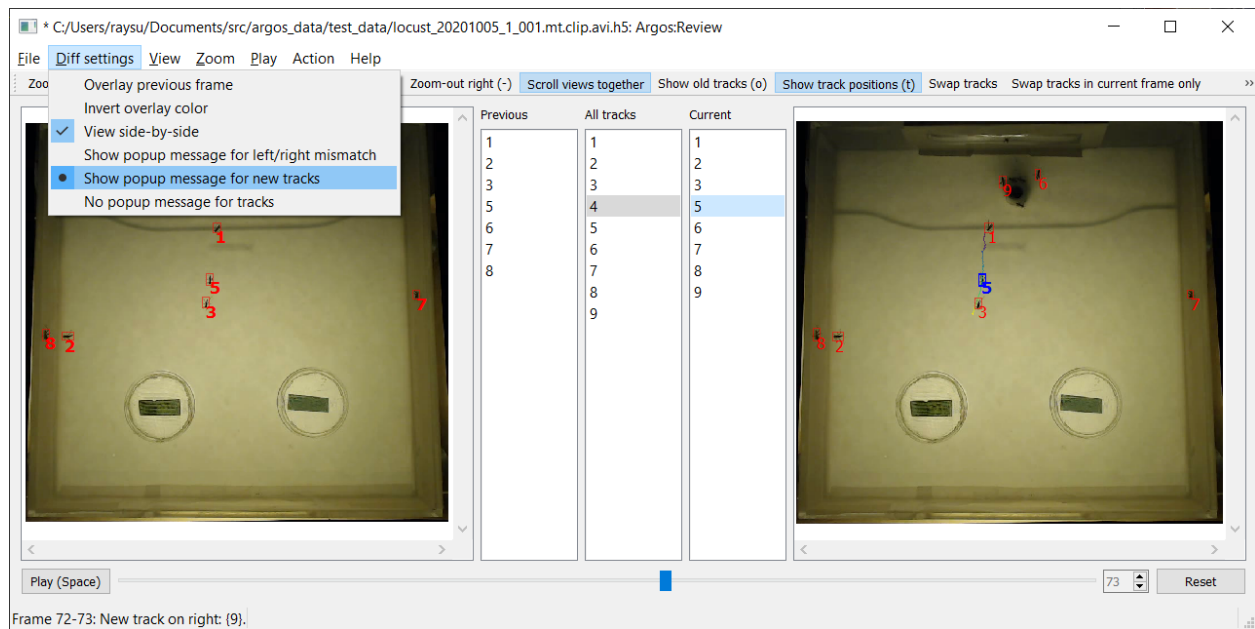 * C:/Users/raysu/Documents/src/argos_data/test_data/locust_20201005_1_001.mt.clip.avi.h5: Argos:Review
File Diff settings View Zoom Play Action Help
Zoo
Zoom-out right (-) Scroll views together Show old tracks (o) Show track positions (t) Swap tracks Swap tracks in current frame only »
Overlay previous frame
Invert overlay color
View side-by-side
Show popup message for left/right mismatch
Show popup message for new tracks
No popup message for tracks
1
5
3
7
8 2
Previous
1
2
3
5
6
7
8
All tracks
1
2
3
4
5
6
7
8
9
Current
1
2
3
5
6
7
8
9
9 6
1
5
3
7
8 2
Play (Space)
73
Reset
Frame 72-73: New track on right: {9}.